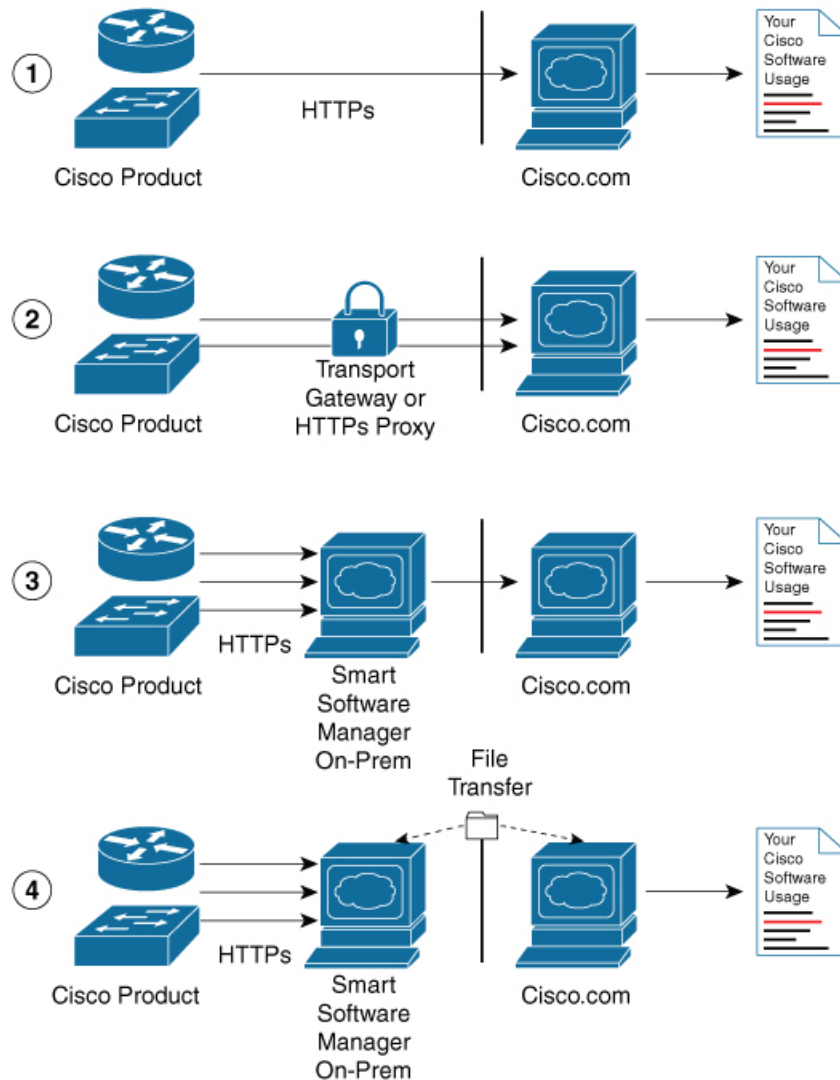 1
HTTPs
Cisco Product
Cisco.com
Your
Cisco
Software
Usage
2
Transport
Gateway or
HTTPs Proxy
Cisco Product
Cisco.com
Your
Cisco
Software
Usage
3
HTTPs
Cisco Product
Smart
Software
Manager
On-Prem
Cisco.com
Your
Cisco
Software
Usage
File
Transfer
4
HTTPs
Cisco Product
Smart
Software
Manager
On-Prem
Cisco.com
Your
Cisco
Software
Usage